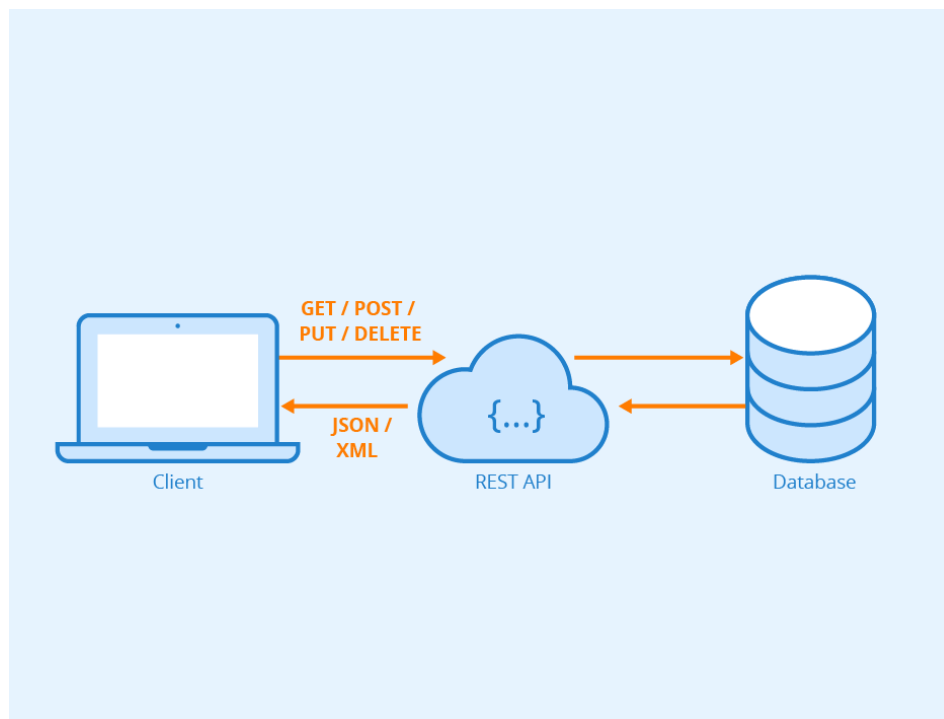 GET / POST /
PUT / DELETE
{...}
JSON /
XML
Client
REST API
Database